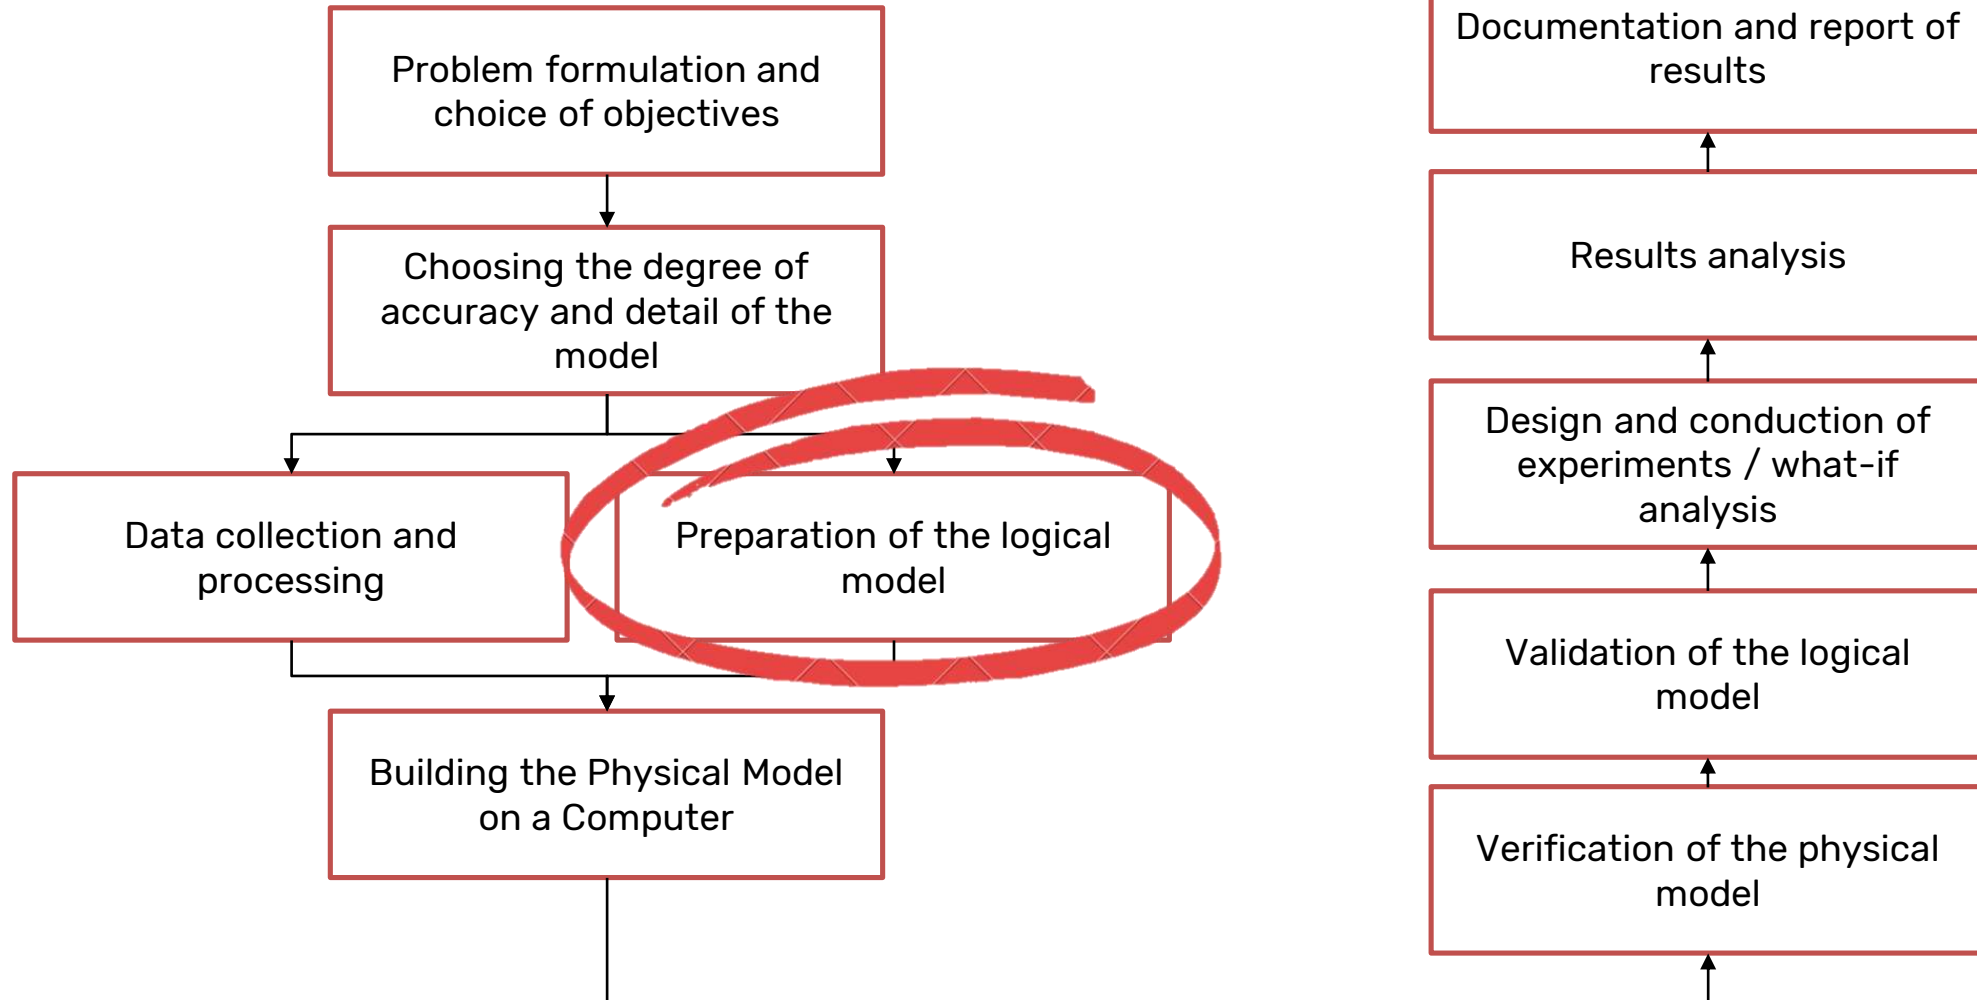 Problem formulation and
choice of objectives
Choosing the degree of
accuracy and detail of the
model
Data collection and
processing
Preparation of the logical
model
Building the Physical Model
on a Computer
Documentation and report of
results
Results analysis
Design and conduction of
experiments / what-if
analysis
Validation of the logical
model
Verification of the physical
model